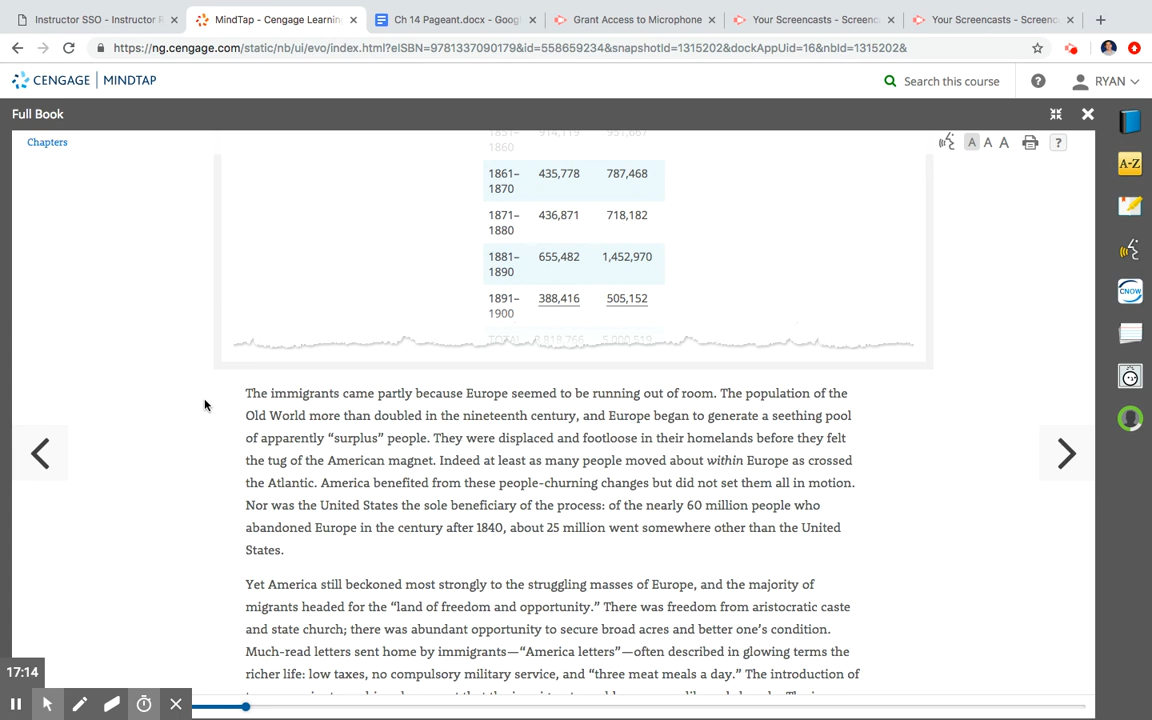 Instructor SSO - Instructor R
MindTap - Cengage Learnin
Ch 14 Pageant.docx - Goog
Grant Access to Microphone
Your Screencasts - Screenc
Your Screencasts - Screenc
https://ng.cengage.com/static/nb/ui/evo/index.html?eISBN=9781337090179&id=558659234&snapshotId=1315202&dockAppUid=16&nbId=1315202&
CENGAGE MINDTAP
Search this course
?
RYAN
Full Book
Chapters
A A A ?
A-Z
CNOW
1860
1861– 435,778 787,468
1870
1871– 436,871 718,182
1880
1881– 655,482 1,452,970
1890
1891– 388,416 505,152
1900
TOTAL
The immigrants came partly because Europe seemed to be running out of room. The population of the
Old World more than doubled in the nineteenth century, and Europe began to generate a seething pool
of apparently “surplus” people. They were displaced and footloose in their homelands before they felt
the tug of the American magnet. Indeed at least as many people moved about within Europe as crossed
the Atlantic. America benefited from these people-churning changes but did not set them all in motion.
Nor was the United States the sole beneficiary of the process: of the nearly 60 million people who
abandoned Europe in the century after 1840, about 25 million went somewhere other than the United
States.
Yet America still beckoned most strongly to the struggling masses of Europe, and the majority of
migrants headed for the “land of freedom and opportunity.” There was freedom from aristocratic caste
and state church; there was abundant opportunity to secure broad acres and better one’s condition.
Much-read letters sent home by immigrants—“America letters”—often described in glowing terms the
richer life: low taxes, no compulsory military service, and “three meat meals a day.” The introduction of
17:14